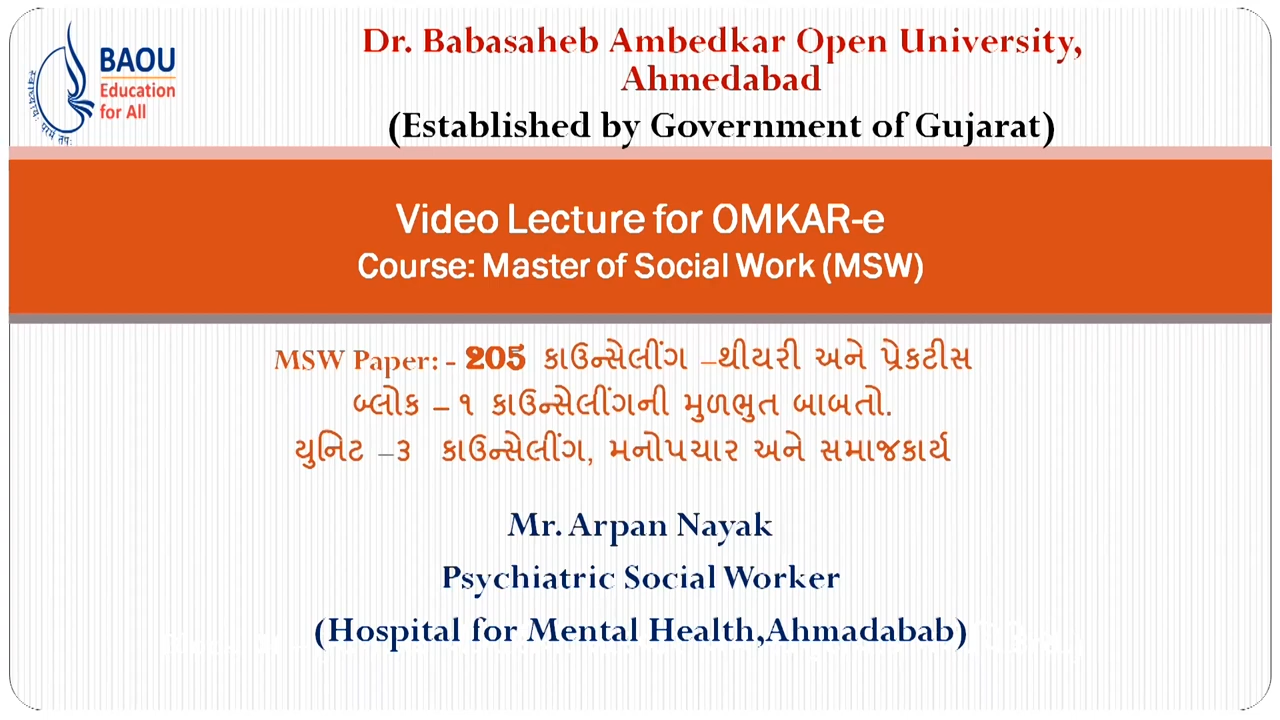 BAOU
Education
for All
Dr. Babasaheb Ambedkar Open University,
Ahmedabad
(Established by Government of Gujarat)
Video Lecture for OMKAR-e
Course: Master of Social Work (MSW)
MSW Paper: - 205 કાઉન્સેલીંગ –થીયરી અને પ્રેકટીસ
બ્લોક – ૧ કાઉન્સેલીંગની મુળભુત બાબતો.
યુનિટ –૩ કાઉન્સેલીંગ, મનોપચાર અને સમાજકાર્ય
Mr. Arpan Nayak
Psychiatric Social Worker
(Hospital for Mental Health,Ahmadabab)